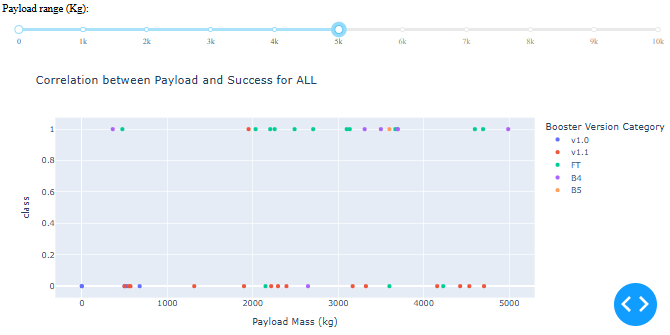 Payload range (Kg):
0 1k 2k 3k 4k 5k 6k 7k 8k 9k 10k
Correlation between Payload and Success for ALL
Booster Version Category
v1.0
v1.1
FT
B4
B5
1
0.8
0.6
0.4
0.2
0
class
0 1000 2000 3000 4000 5000
Payload Mass (kg)